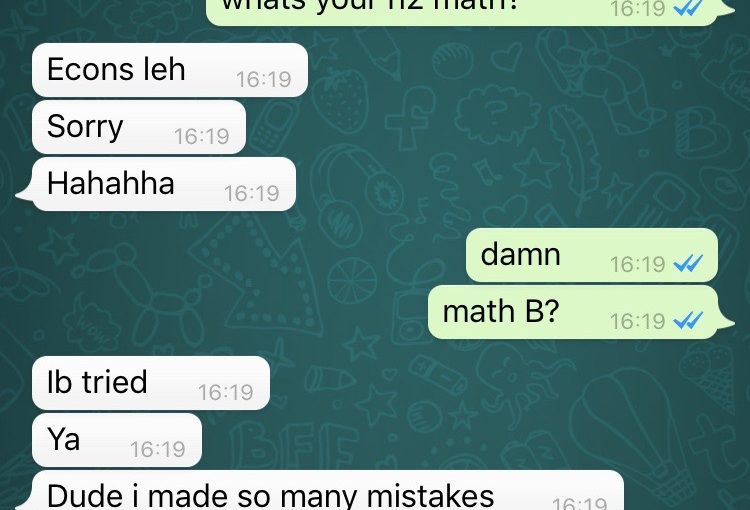 whats your h2 math? 16:19
Econs leh 16:19
Sorry 16:19
Hahahha 16:19
damn 16:19
math B? 16:19
Ib tried 16:19
Ya 16:19
Dude i made so many mistakes 16:19